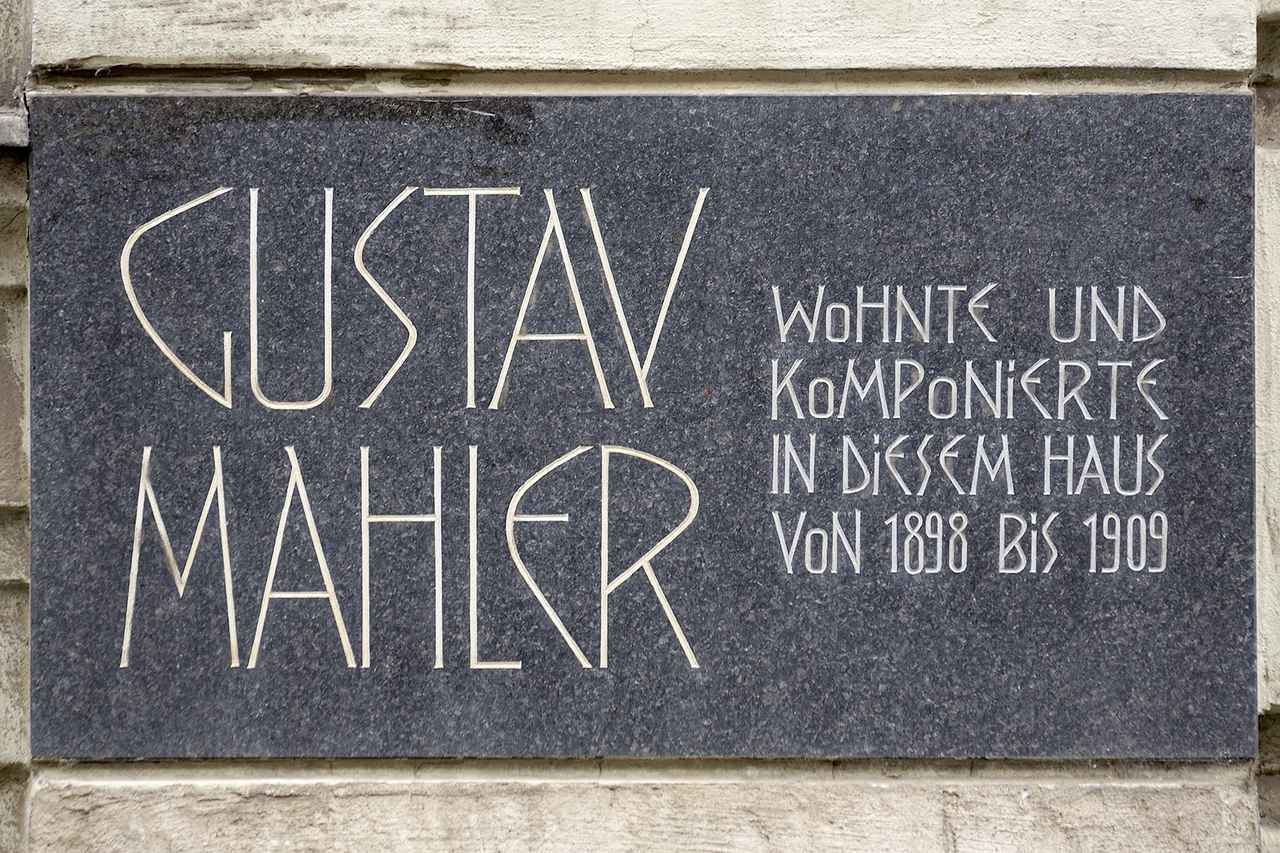 GUSTAV
MAHLER
WOHNTE UND
KOMPONIERTE
IN DIESEM HAUS
VON 1898 BIS 1909